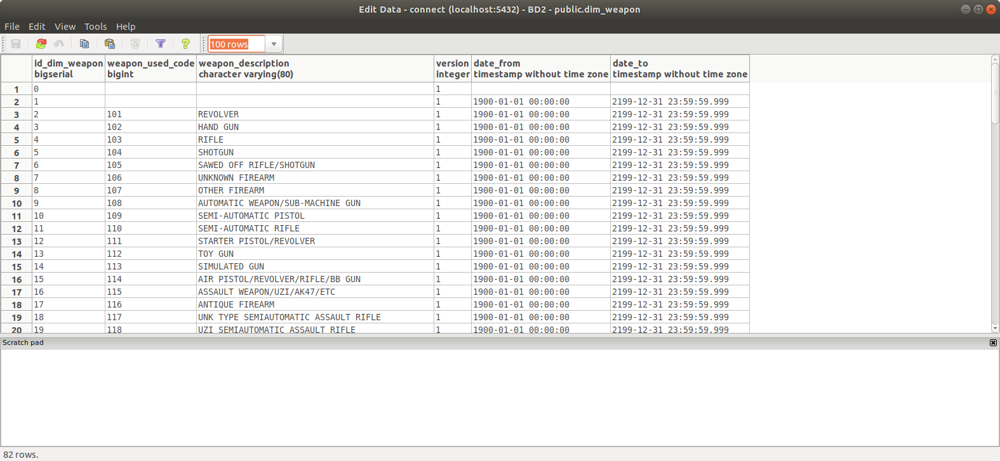 Edit Data - connect (localhost:5432) - BD2 - public.dim_weapon
File Edit View Tools Help
100 rows
id_dim_weapon weapon_used_code weapon_description version date_from date_to
bigserial bigint character varying(80) integer timestamp without time zone timestamp without time zone
1 0 1
2 1 1 1900-01-01 00:00:00 2199-12-31 23:59:59.999
3 2 101 REVOLVER 1 1900-01-01 00:00:00 2199-12-31 23:59:59.999
4 3 102 HAND GUN 1 1900-01-01 00:00:00 2199-12-31 23:59:59.999
5 4 103 RIFLE 1 1900-01-01 00:00:00 2199-12-31 23:59:59.999
6 5 104 SHOTGUN 1 1900-01-01 00:00:00 2199-12-31 23:59:59.999
7 6 105 SAWED OFF RIFLE/SHOTGUN 1 1900-01-01 00:00:00 2199-12-31 23:59:59.999
8 7 106 UNKNOWN FIREARM 1 1900-01-01 00:00:00 2199-12-31 23:59:59.999
9 8 107 OTHER FIREARM 1 1900-01-01 00:00:00 2199-12-31 23:59:59.999
10 9 108 AUTOMATIC WEAPON/SUB-MACHINE GUN 1 1900-01-01 00:00:00 2199-12-31 23:59:59.999
11 10 109 SEMI-AUTOMATIC PISTOL 1 1900-01-01 00:00:00 2199-12-31 23:59:59.999
12 11 110 SEMI-AUTOMATIC RIFLE 1 1900-01-01 00:00:00 2199-12-31 23:59:59.999
13 12 111 STARTER PISTOL/REVOLVER 1 1900-01-01 00:00:00 2199-12-31 23:59:59.999
14 13 112 TOY GUN 1 1900-01-01 00:00:00 2199-12-31 23:59:59.999
15 14 113 SIMULATED GUN 1 1900-01-01 00:00:00 2199-12-31 23:59:59.999
16 15 114 AIR PISTOL/REVOLVER/RIFLE/BB GUN 1 1900-01-01 00:00:00 2199-12-31 23:59:59.999
17 16 115 ASSAULT WEAPON/UZI/AK47/ETC 1 1900-01-01 00:00:00 2199-12-31 23:59:59.999
18 17 116 ANTIQUE FIREARM 1 1900-01-01 00:00:00 2199-12-31 23:59:59.999
19 18 117 UNK TYPE SEMIAUTOMATIC ASSAULT RIFLE 1 1900-01-01 00:00:00 2199-12-31 23:59:59.999
20 19 118 UZI SEMIAUTOMATIC ASSAULT RIFLE 1 1900-01-01 00:00:00 2199-12-31 23:59:59.999
Scratch pad
82 rows.